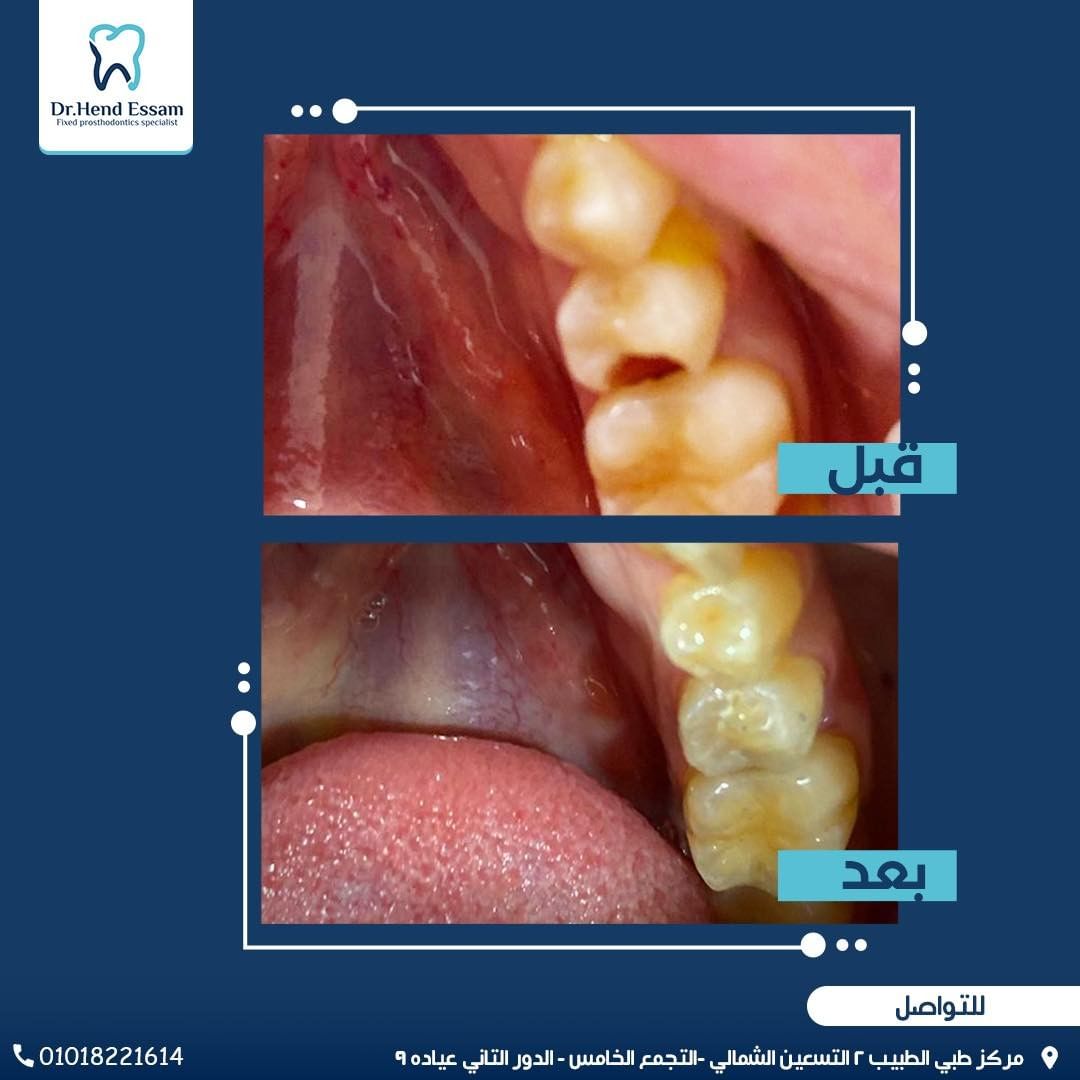 Dr.Hend Essam
Fixed prosthodontics specialist
قبل
بعد
للتواصل
مركز طبي الطبيب ٢ التسعين الشمالي -التجمع الخامس - الدور التاني عياده ٩
01018221614